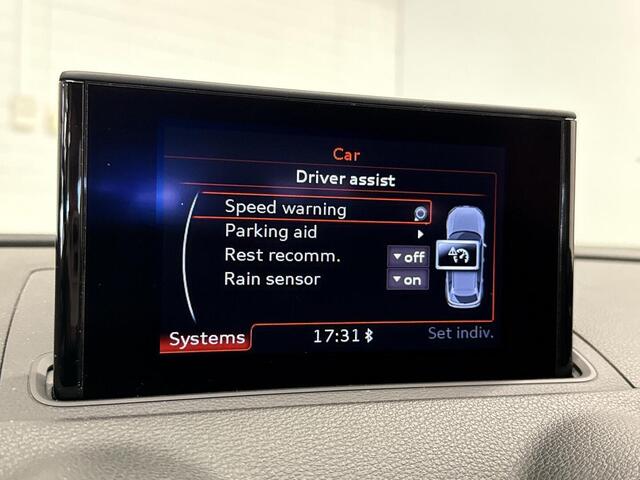 Car
Driver assist
Speed warning
Parking aid
Rest recomm. off
Rain sensor on
Systems 17:31 Set indiv.